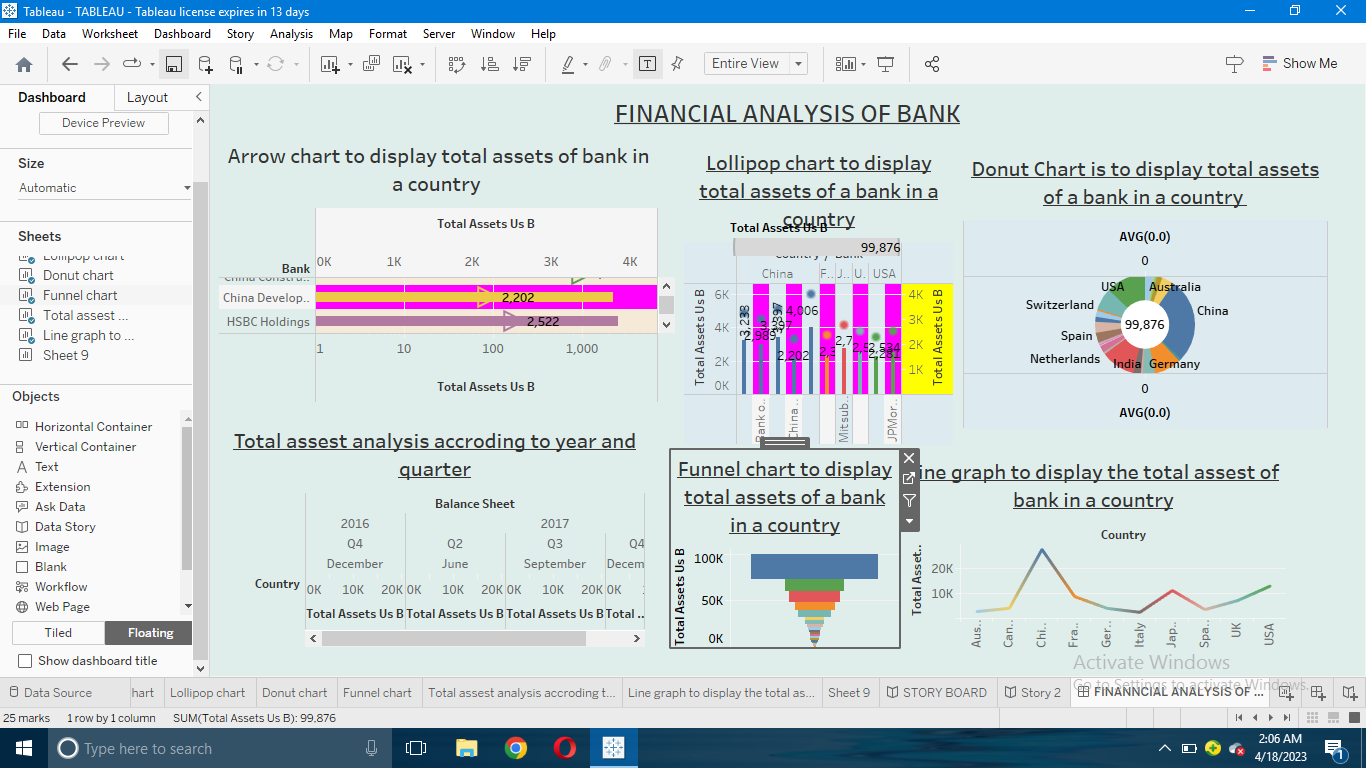 Tableau - TABLEAU - Tableau license expires in 13 days
File Data Worksheet Dashboard Story Analysis Map Format Server Window Help
Entire View
Show Me
Dashboard Layout
Device Preview
Size
Automatic
Sheets
Lollipop chart
Donut chart
Funnel chart
Total assest ...
Line graph to ...
Sheet 9
Objects
Horizontal Container
Vertical Container
Text
Extension
Ask Data
Data Story
Image
Blank
Workflow
Web Page
Tiled Floating
Show dashboard title
FINANCIAL ANALYSIS OF BANK
Arrow chart to display total assets of bank in
a country
Total Assets Us B
Bank
0K 1K 2K 3K 4K
China Constru..
China Develop..
2,202
HSBC Holdings
2,522
1 10 100 1,000
Total Assets Us B
Lollipop chart to display
total assets of a bank in a
country
Total Assets Us B
99,876
Country / Bank
China F.. J.. U.. USA
Total Assets Us B
6K
4K
2K
0K
3,233
2,989
3,397
3,397
2,202
4,006
2,534
4K
3K
2K
1K
Total Assets Us B
Bank o..
China ..
Mitsub..
JPMor..
Donut Chart is to display total assets
of a bank in a country
AVG(0.0)
0
USA
Australia
Switzerland
China
99,876
Spain
Netherlands
India
Germany
0
AVG(0.0)
Total assest analysis accroding to year and
quarter
Balance Sheet
2016 2017
Q4 Q2 Q3 Q4
December June September Decem
Country
0K 10K 20K 0K 10K 20K 0K 10K 20K 0K 1
Total Assets Us B Total Assets Us B Total Assets Us B Total ..
Funnel chart to display
total assets of a bank
in a country
Total Assets Us B
100K
50K
0K
ine graph to display the total assest of
bank in a country
Country
Total Asset..
20K
10K
Aus..
Can..
Chi..
Fra..
Ger..
Italy
Jap..
Spa..
UK
USA
Activate Windows
Go to Settings to activate Windows.
Data Source hart Lollipop chart Donut chart Funnel chart Total assest analysis accroding t... Line graph to display the total as... Sheet 9 STORY BOARD Story 2 FINANNCIAL ANALYSIS OF ...
25 marks 1 row by 1 column SUM(Total Assets Us B): 99.876
Type here to search
2:06 AM
4/18/2023
1